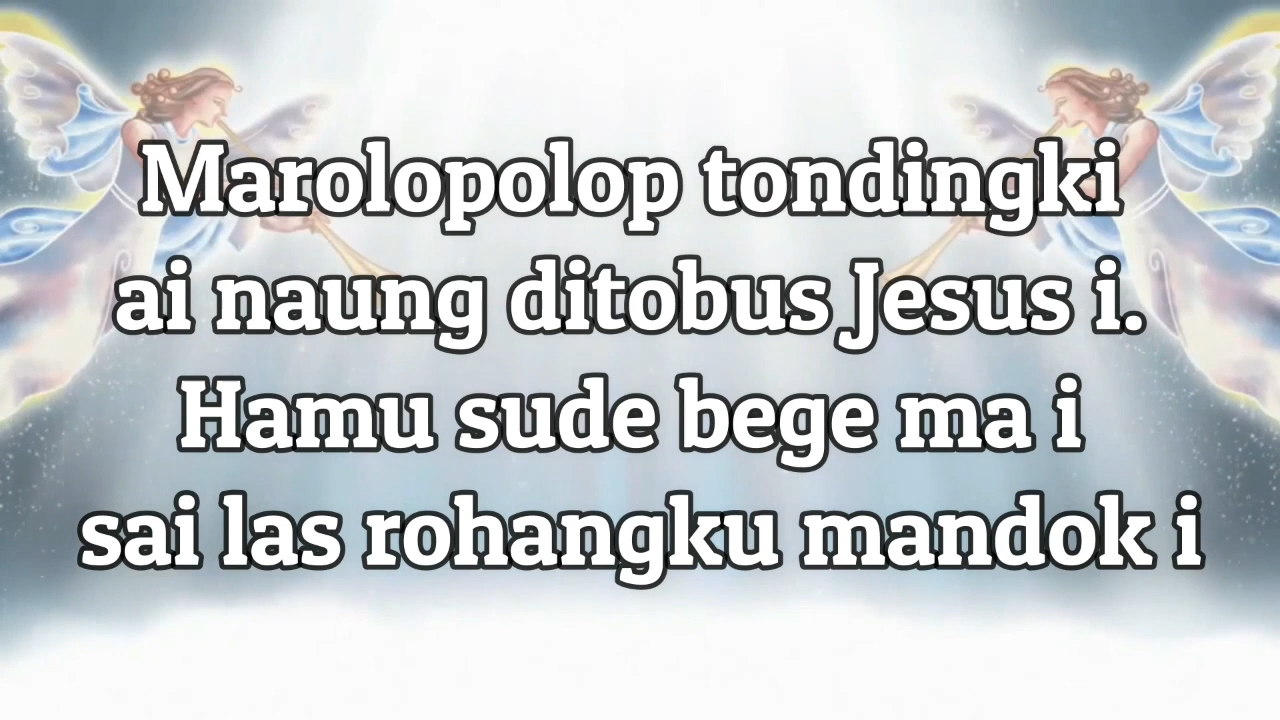 Marolopolop tondingki
ai naung ditobus Jesus i.
Hamu sude bege ma i
sai las rohangku mandok i